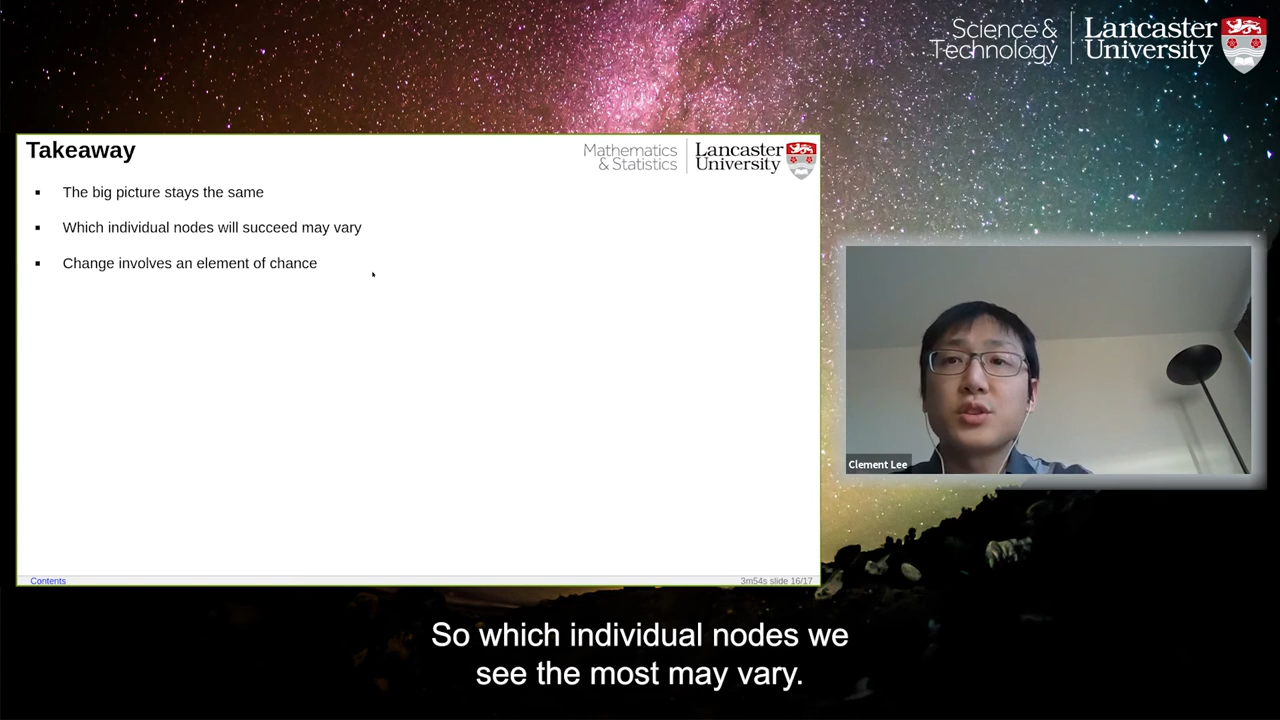 Science &
Technology
Lancaster
University
Takeaway
Mathematics
& Statistics
Lancaster
University
▪ The big picture stays the same
▪ Which individual nodes will succeed may vary
▪ Change involves an element of chance
Clement Lee
Contents
3m54s slide 16/17
So which individual nodes we
see the most may vary.